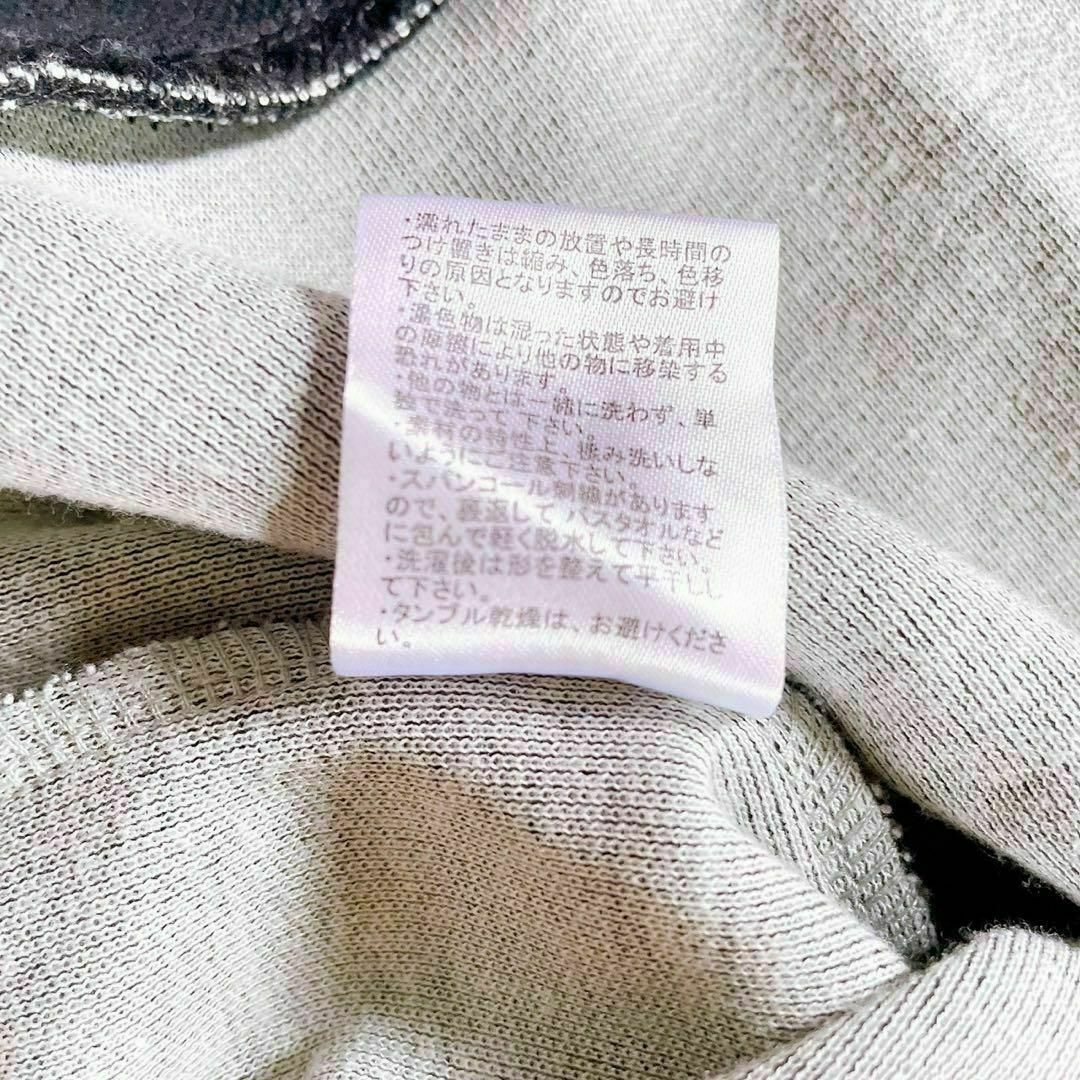 ・濡れたままの放置や長時間の
つけ置きは縮み、色落ち、色移
りの原因となりますのでお避け
下さい。
・濃色物は湿った状態や着用中
の摩擦により他の物に移染する
恐れがあります。
・他の物とは一緒に洗わず、単
独で洗って下さい。
・素材の特性上、揉み洗いしな
いようにご注意下さい。
・スパンコール刺繍があります
ので、裏返してバスタオルなど
に包んで軽く脱水して下さい。
・洗濯後は形を整えて平干しし
て下さい。
・タンブル乾燥は、お避けくださ
い。